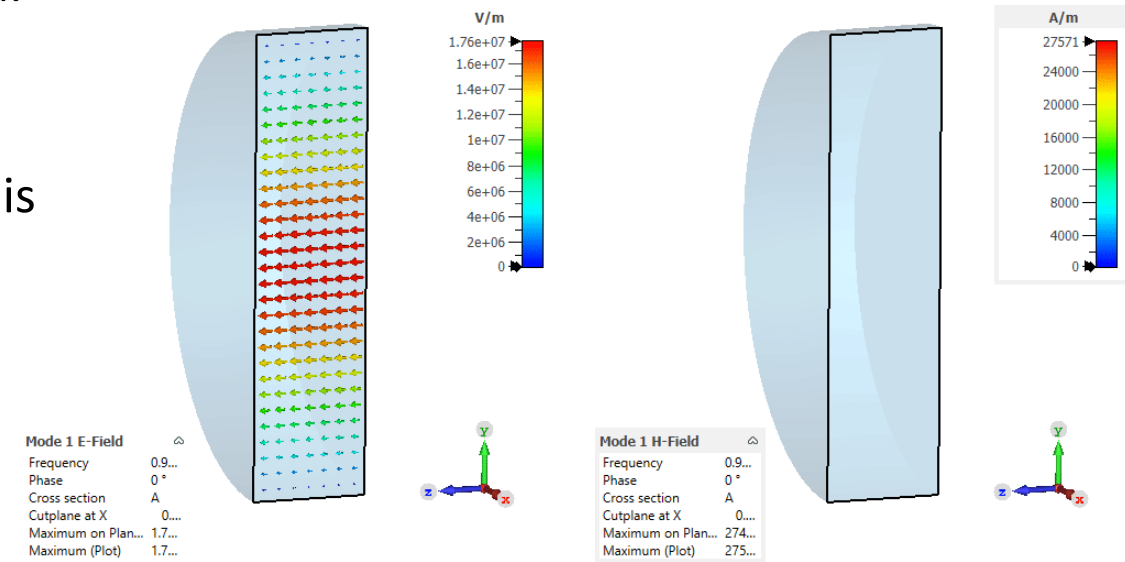 is
V/m
1.76e+07
1.6e+07
1.4e+07
1.2e+07
1e+07
8e+06
6e+06
4e+06
2e+06
0
Mode 1 E-Field
Frequency 0.9...
Phase 0 °
Cross section A
Cutplane at X 0....
Maximum on Plan... 1.7...
Maximum (Plot) 1.7...
y
z
x
A/m
27571
24000
20000
16000
12000
8000
4000
0
Mode 1 H-Field
Frequency 0.9...
Phase 0 °
Cross section A
Cutplane at X 0....
Maximum on Plan... 274...
Maximum (Plot) 275...
y
z
x